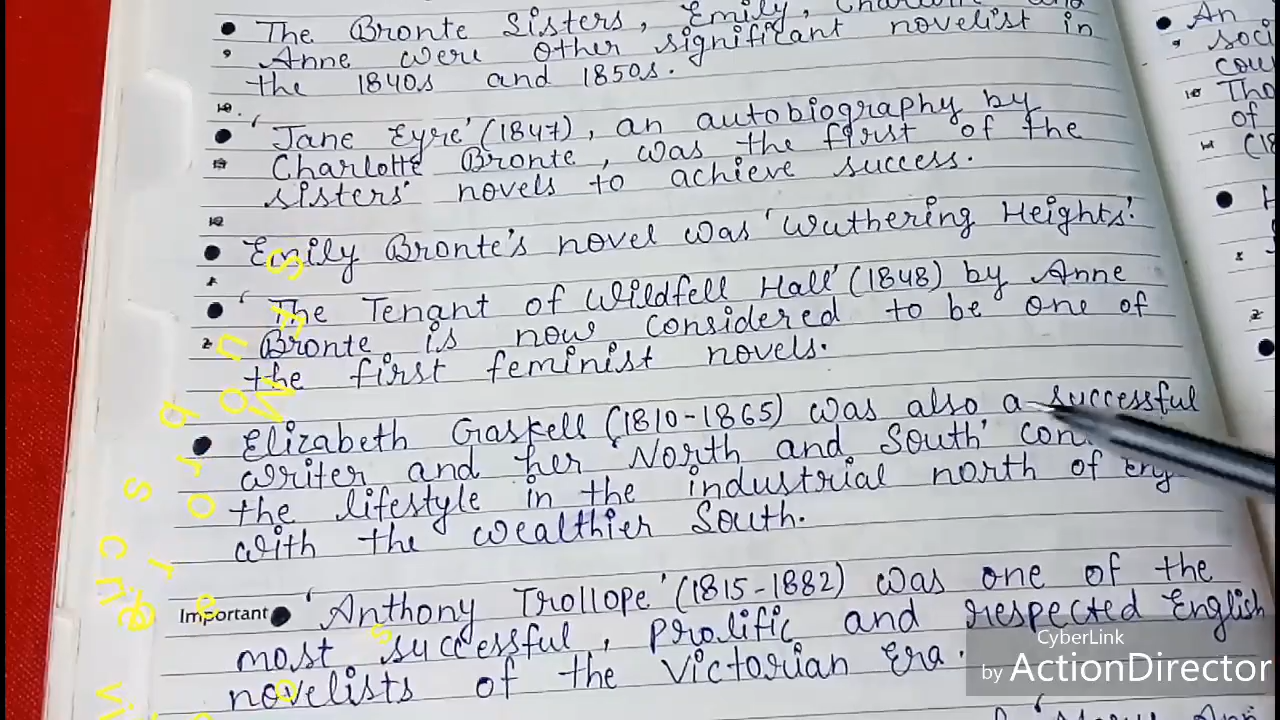 The Bronte Sisters, Emily,
Anne were other significant novelist in
the 1840s and 1850s.
'Jane Eyre' (1847), an autobiography by
Charlotte Bronte, was the first of the
sisters' novels to achieve success.
Emily Bronte's novel was 'Wuthering Heights'.
'The Tenant of Wildfell Hall' (1848) by Anne
Bronte is now considered to be one of
the first feminist novels.
Elizabeth Gaskell (1810-1865) was also a successful
writer and her 'North and South'
the lifestyle in the industrial north of
with the wealthier South.
Important 'Anthony Trollope' (1815-1882) was one of the
most successful, prolific and respected English
novelists of the Victorian Era.
An
of
CyberLink
by ActionDirector